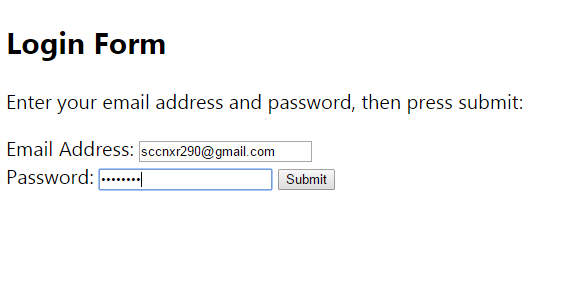 Login Form
Enter your email address and password, then press submit:
Email Address: sccnxr290@gmail.com
Password: •••••••• Submit